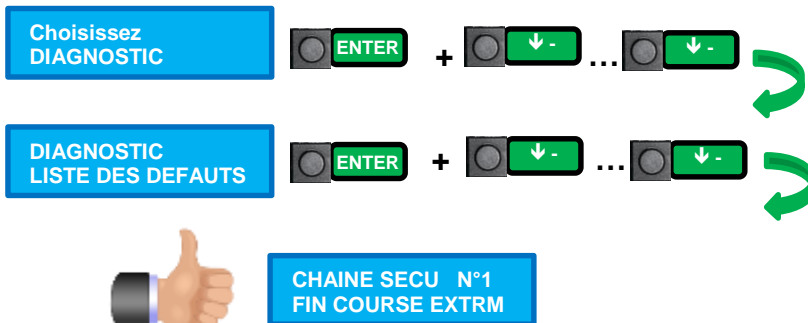 Choisissez
DIAGNOSTIC
ENTER + ↓ - ... ↓ -
DIAGNOSTIC
LISTE DES DEFAUTS
ENTER + ↓ - ... ↓ -
CHAINE SECU N°1
FIN COURSE EXTRM